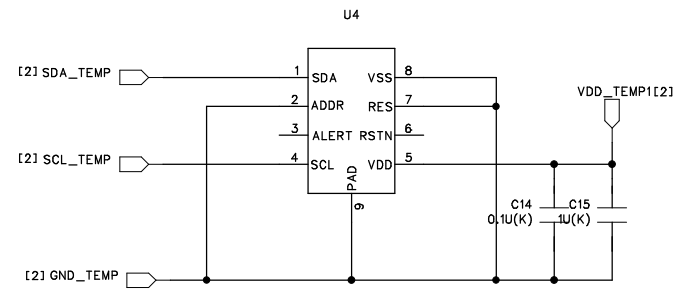 U4
[2] SDA_TEMP
1 SDA VSS 8
2 ADDR RES 7
3 ALERT RSTN 6
[2] SCL_TEMP
4 SCL VDD 5
PAD
9
VDD_TEMP1[2]
C14 C15
0.1U(K) 1U(K)
[2] GND_TEMP